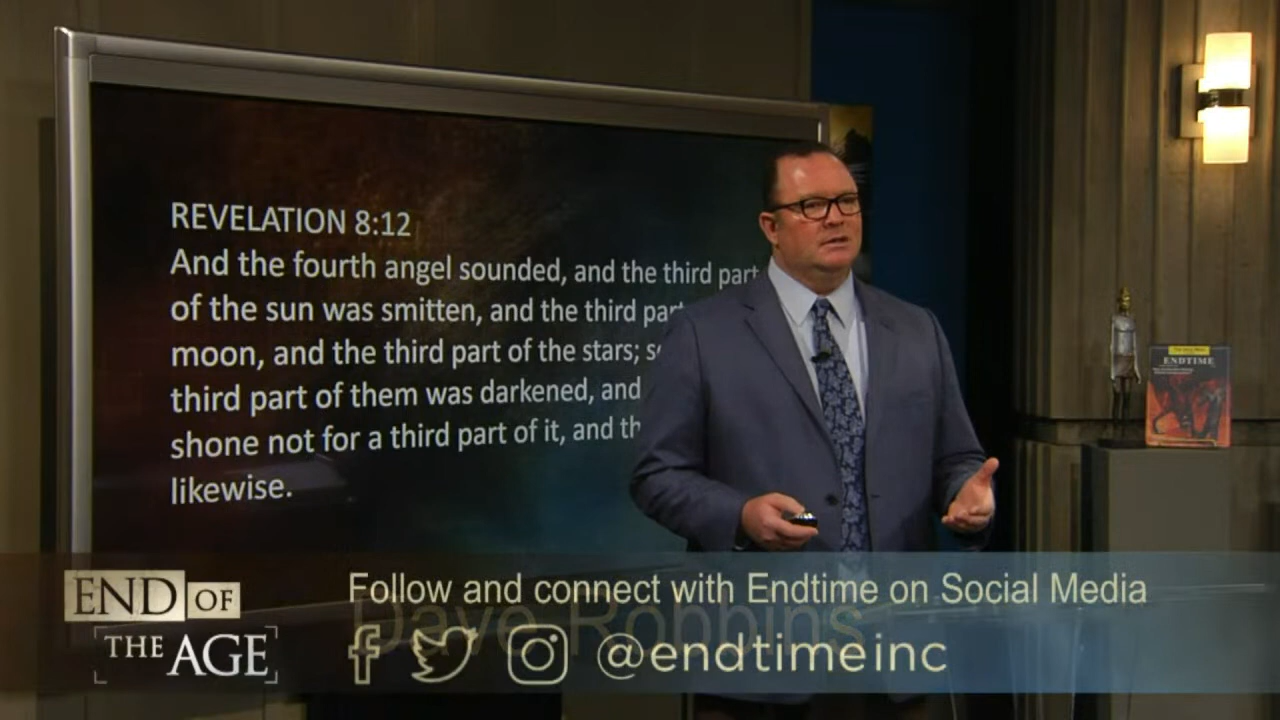 REVELATION 8:12
And the fourth angel sounded, and the third part
of the sun was smitten, and the third
moon, and the third part of the stars;
third part of them was darkened, and
shone not for a third part of it, and
likewise.
ENDTIME
END OF
THE AGE
Follow and connect with Endtime on Social Media
Dave Robbins
@endtimeinc